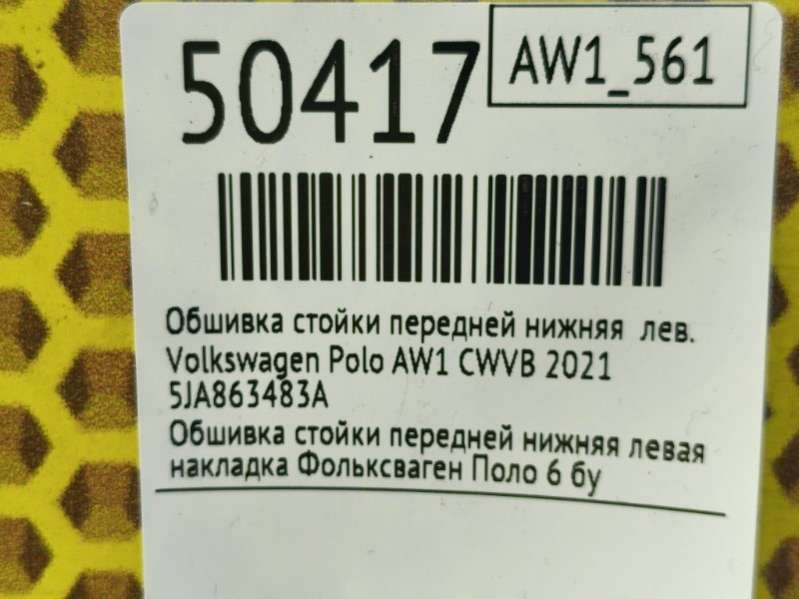 50417
AW1_561
Обшивка стойки передней нижняя лев.
Volkswagen Polo AW1 CWVB 2021
5JA863483A
Обшивка стойки передней нижняя левая
накладка Фольксваген Поло 6 бу